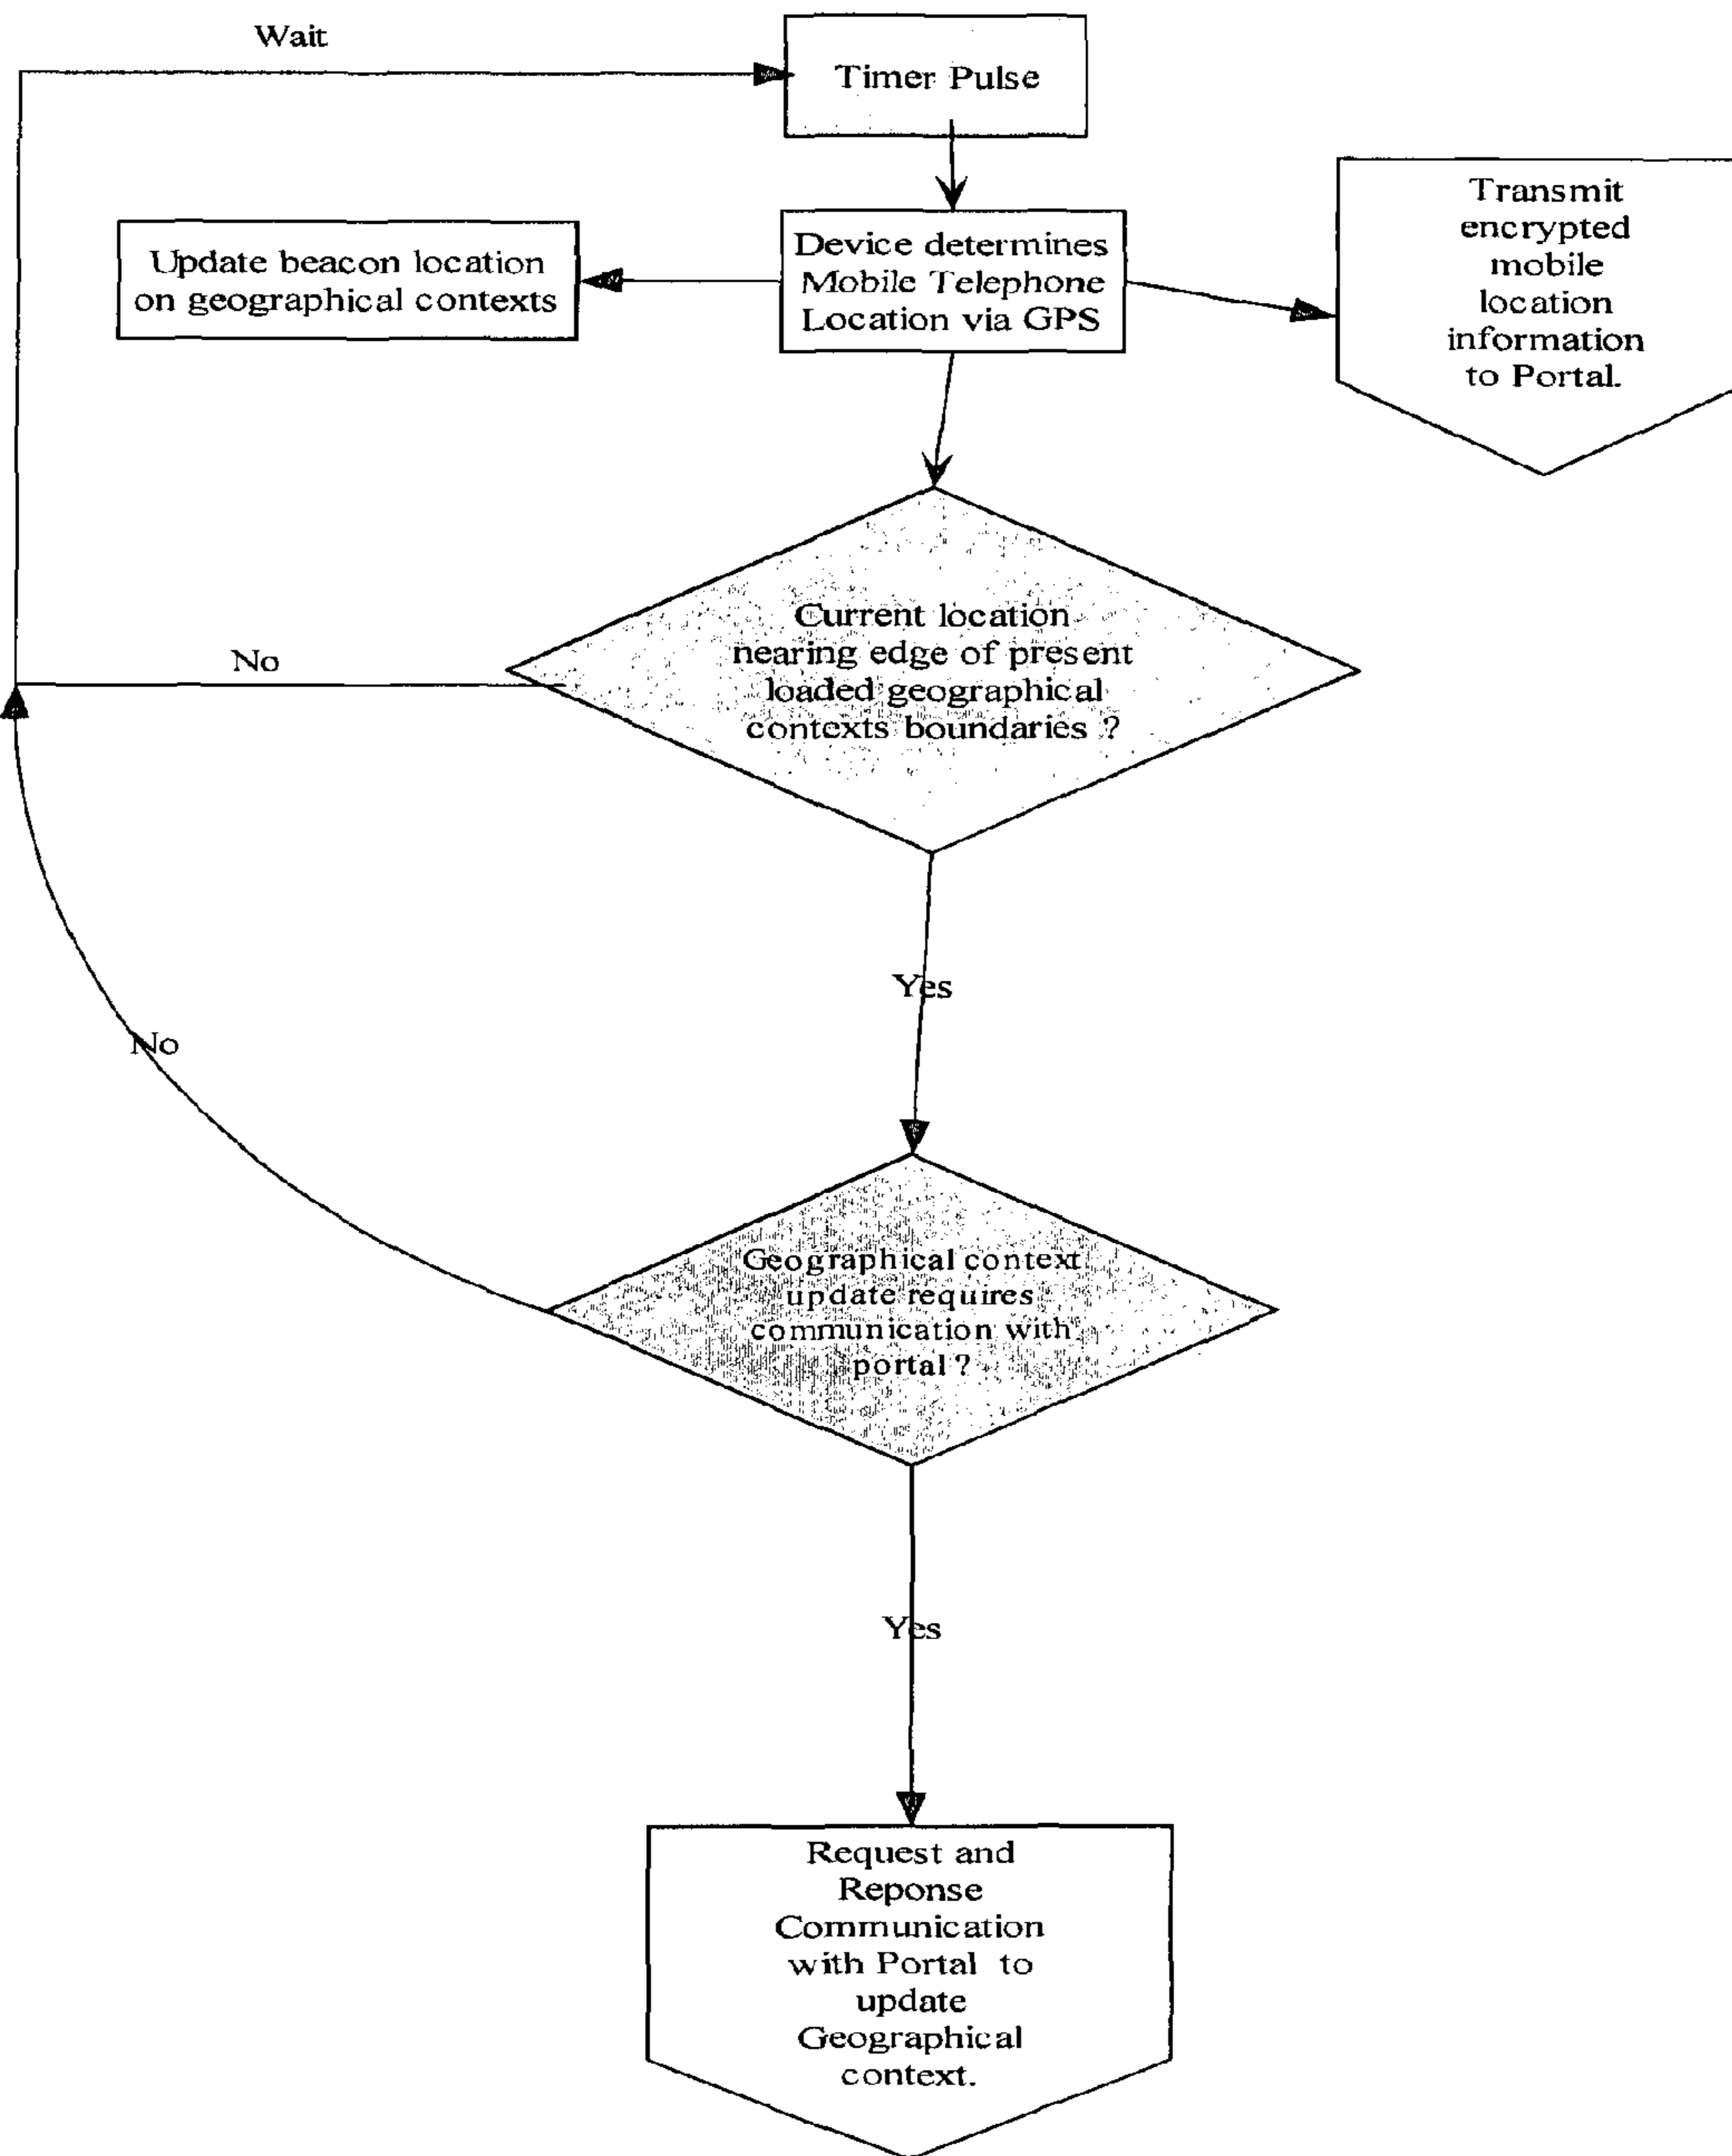 Wait
Timer Pulse
Update beacon location
on geographical contexts
Device determines
Mobile Telephone
Location via GPS
Transmit
encrypted
mobile
location
information
to Portal.
Current location
nearing edge of present
loaded geographical
contexts boundaries ?
No
Yes
No
Geographical context
update requires
communication with
portal ?
Yes
Request and
Reponse
Communication
with Portal to
update
Geographical
context.